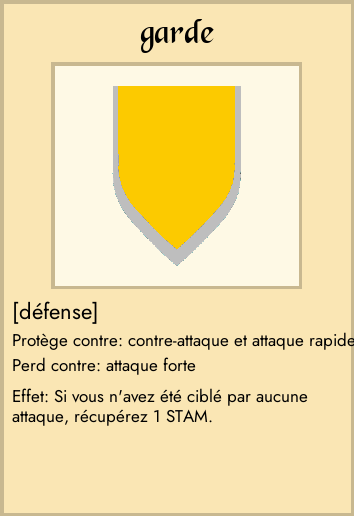 garde
[défense]
Protège contre: contre-attaque et attaque rapide
Perd contre: attaque forte
Effet: Si vous n'avez été ciblé par aucune
attaque, récupérez 1 STAM.